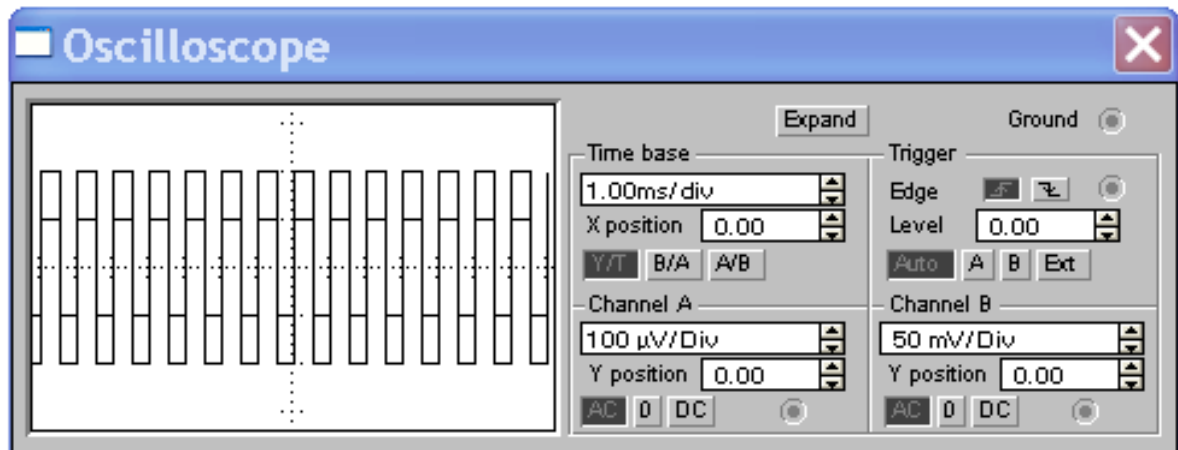 Oscilloscope
Expand Ground
Time base
1.00ms/div
X position 0.00
Y/T B/A A/B
Trigger
Edge
Level 0.00
Auto A B Ext
Channel A
100 µV/Div
Y position 0.00
AC 0 DC
Channel B
50 mV/Div
Y position 0.00
AC 0 DC